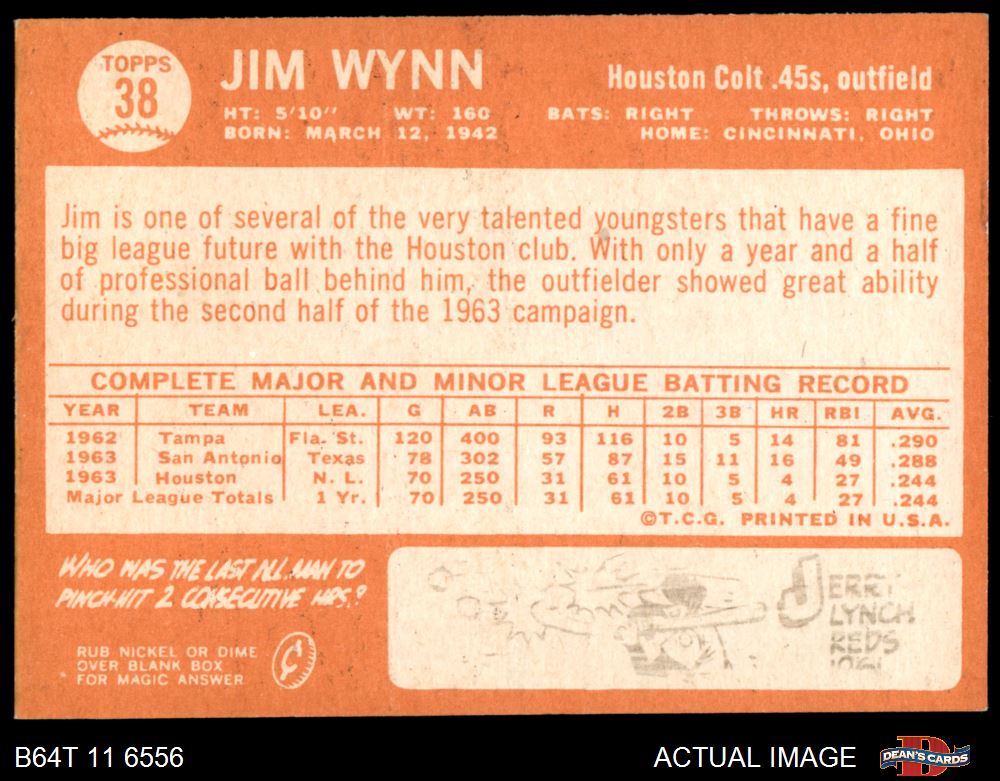 TOPPS
38
JIM WYNN
Houston Colt .45s, outfield
HT: 5'10" WT: 160 BATS: RIGHT THROWS: RIGHT
BORN: MARCH 12, 1942 HOME: CINCINNATI, OHIO
Jim is one of several of the very talented youngsters that have a fine
big league future with the Houston club. With only a year and a half
of professional ball behind him, the outfielder showed great ability
during the second half of the 1963 campaign.
COMPLETE MAJOR AND MINOR LEAGUE BATTING RECORD
YEAR TEAM LEA. G AB R H 2B 3B HR RBI AVG.
1962 Tampa Fla. St. 120 400 93 116 10 5 14 81 .290
1963 San Antonio Texas 78 302 57 87 15 11 16 49 .288
1963 Houston N. L. 70 250 31 61 10 5 4 27 .244
Major League Totals 1 Yr. 70 250 31 61 10 5 4 27 .244
©T.C.G. PRINTED IN U.S.A.
WHO WAS THE LAST N.L. MAN TO
PINCH-HIT 2 CONSECUTIVE HRS.?
RUB NICKEL OR DIME
OVER BLANK BOX
FOR MAGIC ANSWER
¢
JERRY
LYNCH
REDS
1961
B64T 11 6556
ACTUAL IMAGE
DEAN'S CARDS